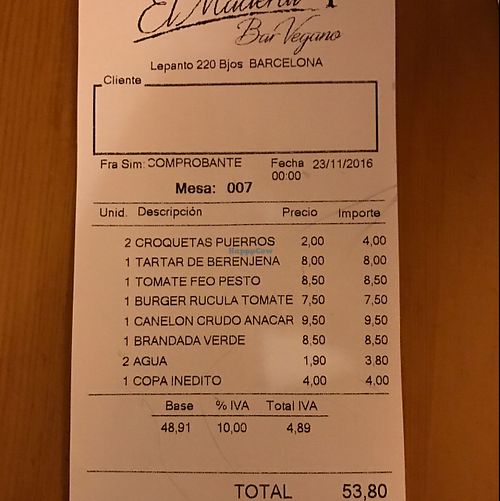 El
Bar Vegano
Lepanto 220 Bjos BARCELONA
Cliente
Fra Sim: COMPROBANTE Fecha 23/11/2016
00:00
Mesa: 007
Unid. Descripción Precio Importe
2 CROQUETAS PUERROS 2,00 4,00
1 TARTAR DE BERENJENA 8,00 8,00
1 TOMATE FEO PESTO 8,50 8,50
1 BURGER RUCULA TOMATE 7,50 7,50
1 CANELON CRUDO ANACAR 9,50 9,50
1 BRANDADA VERDE 8,50 8,50
2 AGUA 1,90 3,80
1 COPA INEDITO 4,00 4,00
Base % IVA Total IVA
48,91 10,00 4,89
TOTAL 53,80
HappyCow